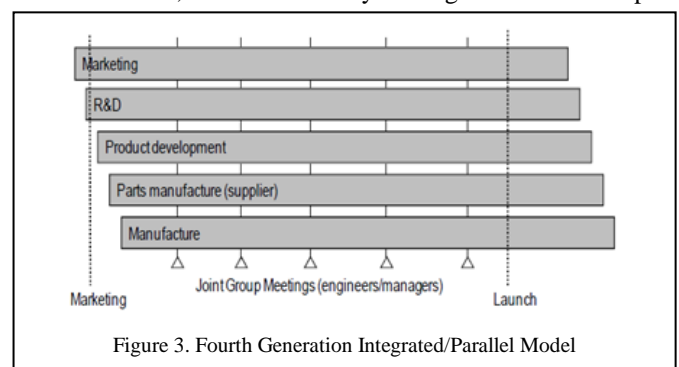 Marketing
R&D
Product development
Parts manufacture (supplier)
Manufacture
Joint Group Meetings (engineers/managers)
Marketing
Launch
Figure 3. Fourth Generation Integrated/Parallel Model